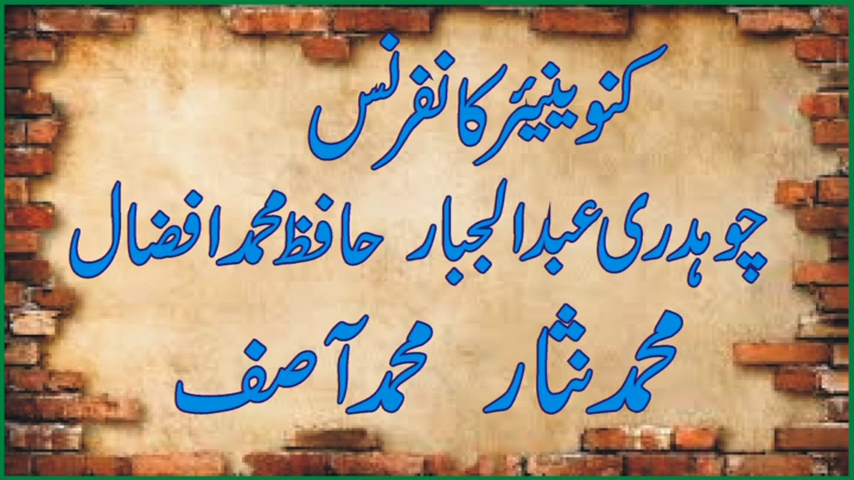 کنوینیئر کانفرنس
چوہدری عبدالجبار حافظ محمد افضال
محمد نثار محمد آصف